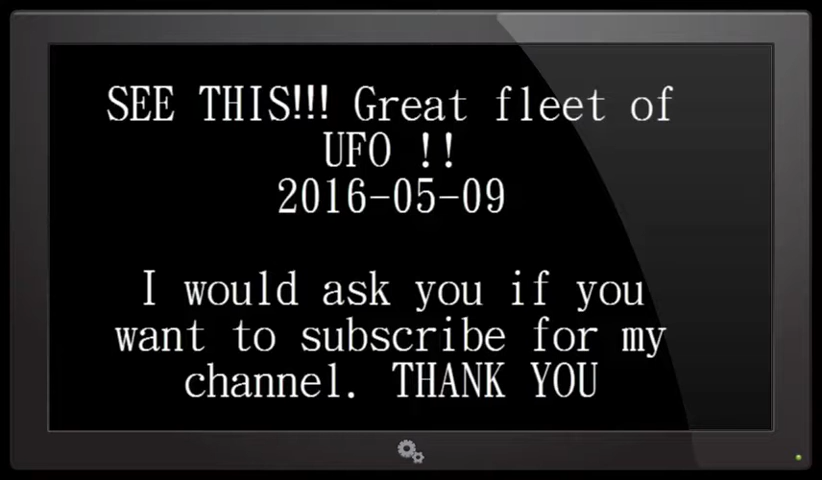 SEE THIS!!! Great fleet of
UFO !!
2016-05-09
I would ask you if you
want to subscribe for my
channel. THANK YOU